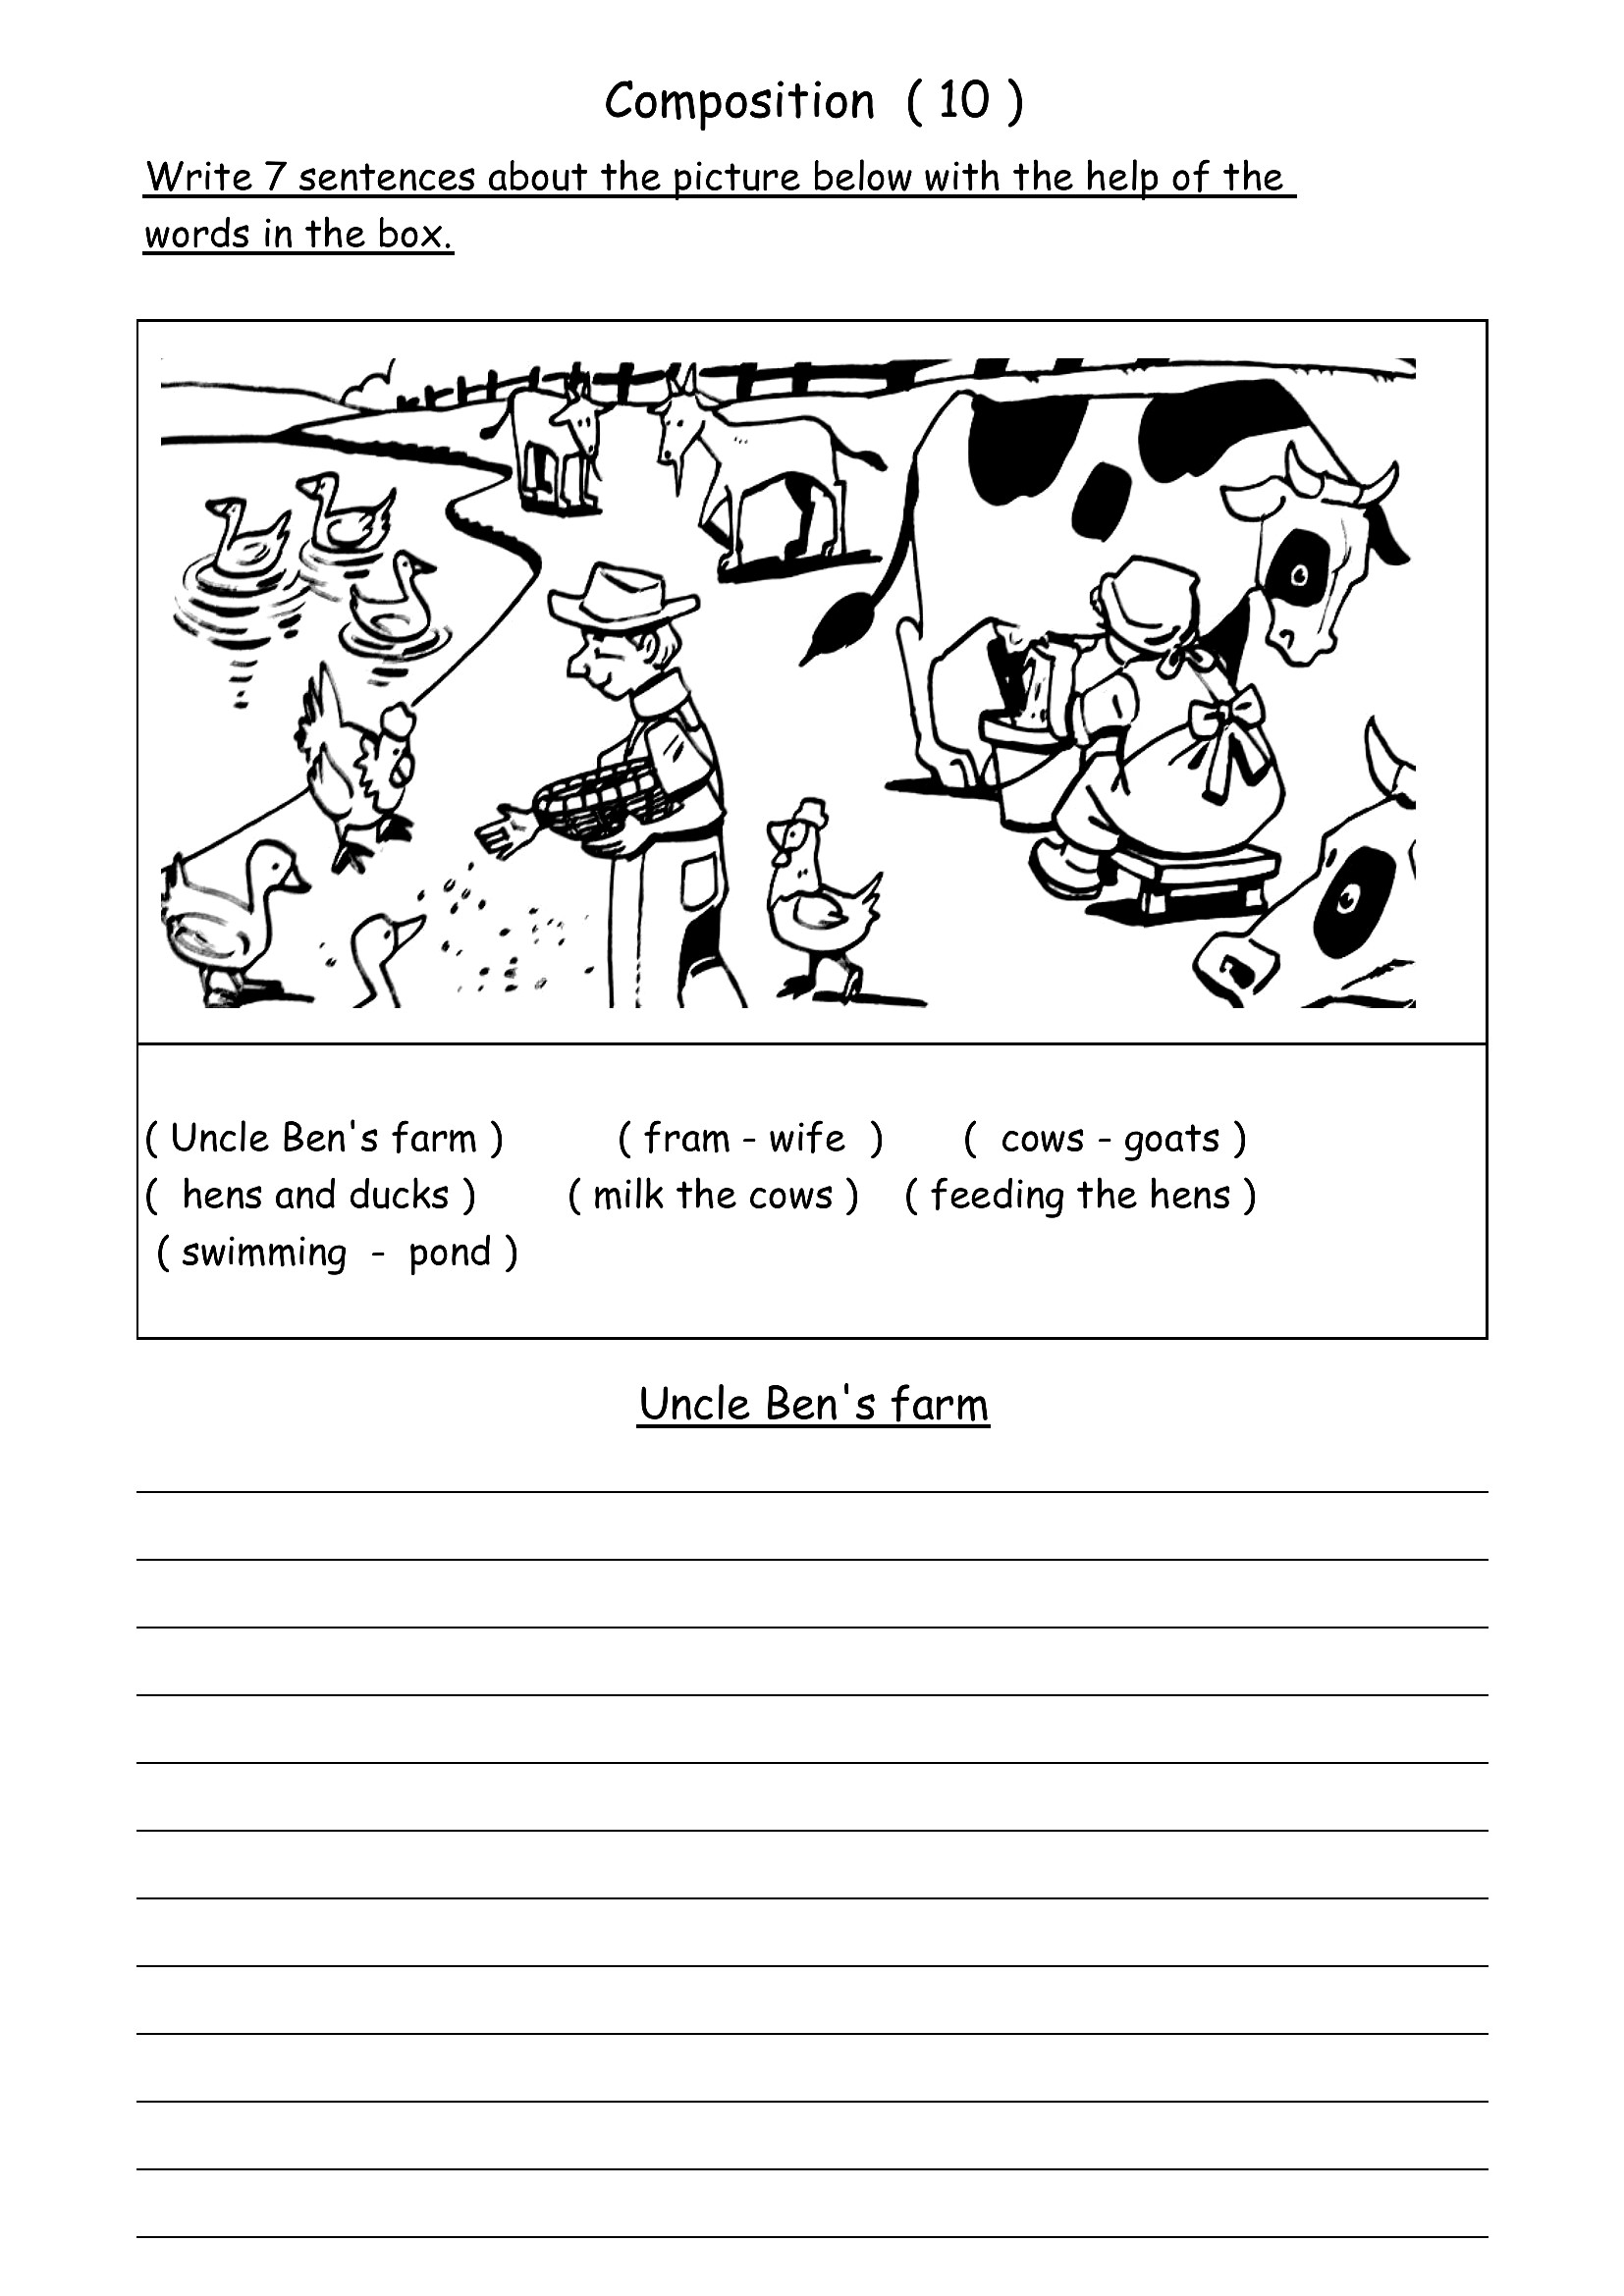 Composition ( 10 )
Write 7 sentences about the picture below with the help of the
words in the box.
( Uncle Ben's farm ) ( fram - wife ) ( cows - goats )
( hens and ducks ) ( milk the cows ) ( feeding the hens )
( swimming - pond )
Uncle Ben's farm